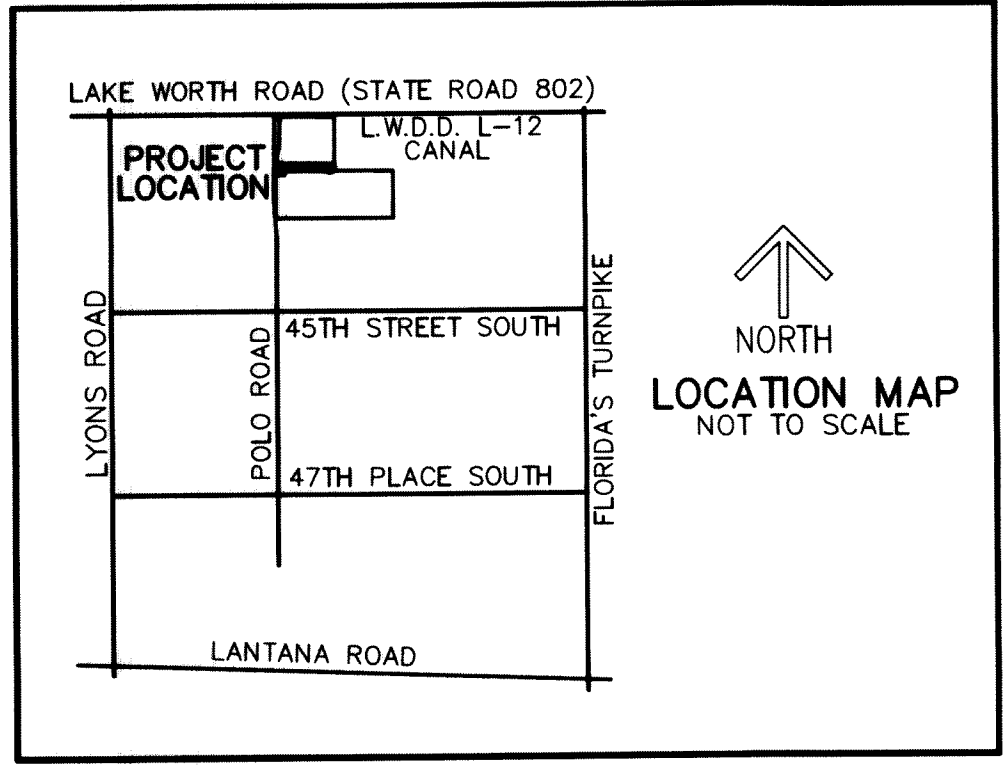 LAKE WORTH ROAD (STATE ROAD 802)
L.W.D.D. L-12
CANAL
PROJECT
LOCATION
LYONS ROAD
POLO ROAD
45TH STREET SOUTH
47TH PLACE SOUTH
FLORIDA'S TURNPIKE
LANTANA ROAD
NORTH
LOCATION MAP
NOT TO SCALE